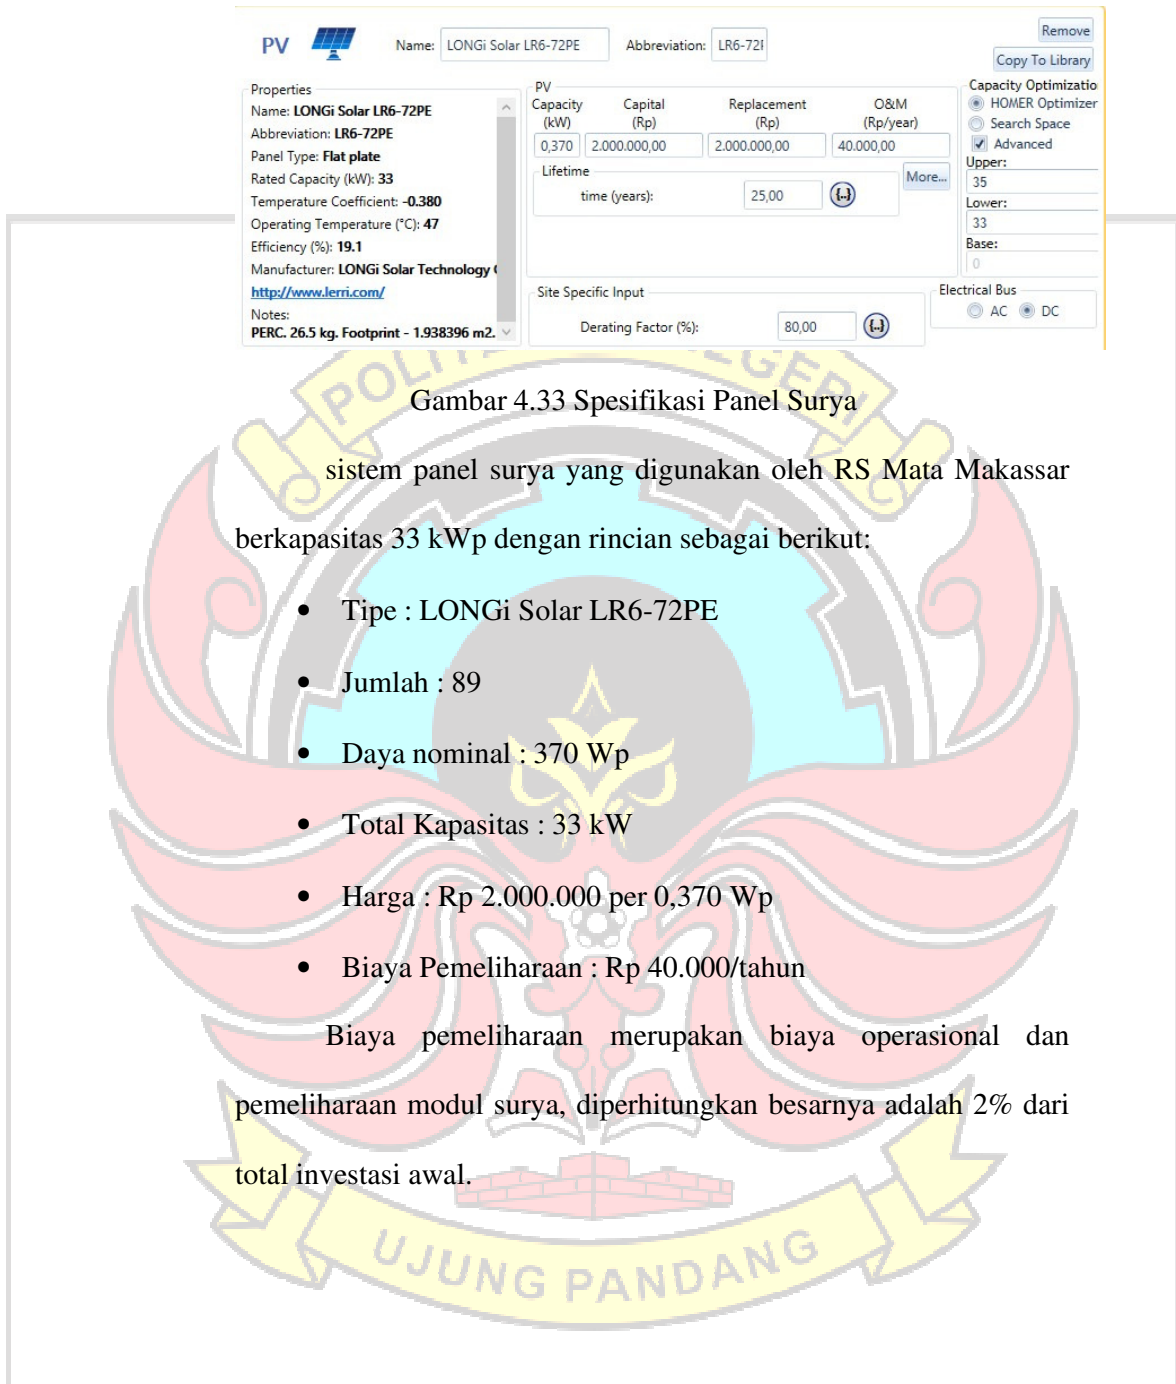 PV
Name: LONGi Solar LR6-72PE Abbreviation: LR6-72I
Remove
Copy To Library
Properties
Name: LONGi Solar LR6-72PE
Abbreviation: LR6-72PE
Panel Type: Flat plate
Rated Capacity (kW): 33
Temperature Coefficient: -0.380
Operating Temperature (°C): 47
Efficiency (%): 19.1
Manufacturer: LONGi Solar Technology
http://www.lerri.com/
Notes:
PERC. 26.5 kg. Footprint - 1.938396 m2.
PV
Capacity (kW) Capital (Rp) Replacement (Rp) O&M (Rp/year)
0,370 2.000.000,00 2.000.000,00 40.000,00
Lifetime
time (years): 25,00 {..}
More...
Site Specific Input
Derating Factor (%): 80,00 {..}
Capacity Optimizatio
HOMER Optimizer
Search Space
Advanced
Upper:
35
Lower:
33
Base:
0
Electrical Bus
AC DC
Gambar 4.33 Spesifikasi Panel Surya
sistem panel surya yang digunakan oleh RS Mata Makassar
berkapasitas 33 kWp dengan rincian sebagai berikut:
• Tipe : LONGi Solar LR6-72PE
• Jumlah : 89
• Daya nominal : 370 Wp
• Total Kapasitas : 33 kW
• Harga : Rp 2.000.000 per 0,370 Wp
• Biaya Pemeliharaan : Rp 40.000/tahun
Biaya pemeliharaan merupakan biaya operasional dan
pemeliharaan modul surya, diperhitungkan besarnya adalah 2% dari
total investasi awal.
UJUNG PANDANG